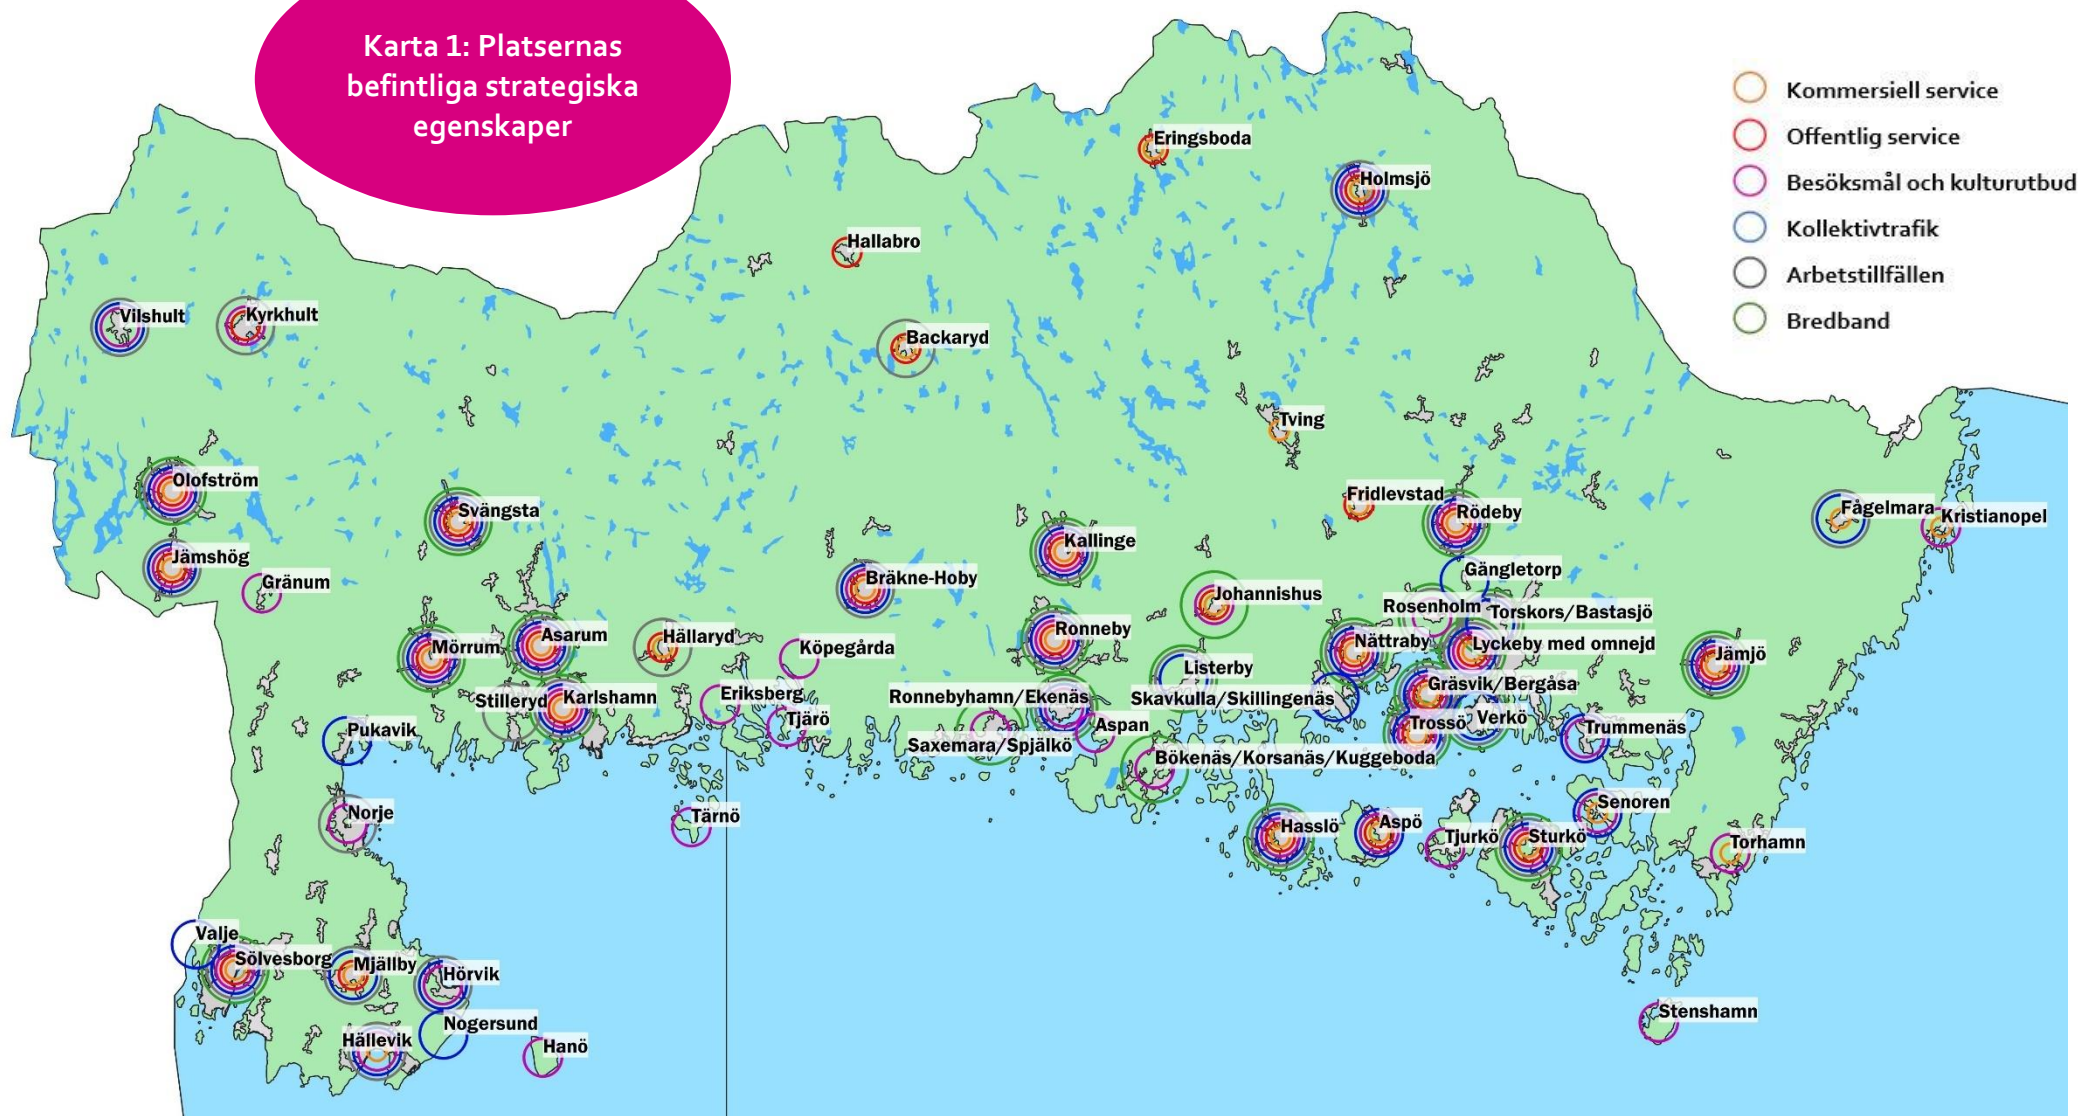 Karta 1: Platsernas
befintliga strategiska
egenskaper
Kommersiell service
Offentlig service
Besöksmål och kulturutbud
Kollektivtrafik
Arbetstillfällen
Bredband
Eringsboda
Holmsjö
Hallabro
Vilshult
Kyrkhult
Backaryd
Tving
Olofström
Svängsta
Fridlevstad
Rödeby
Fågelmara
Kristianopel
Jämshög
Gränum
Kallinge
Bräkne-Hoby
Gängletorp
Johannishus
Rosenholm
Torskors/Bastasjö
Mörrum
Asarum
Hällaryd
Köpegårda
Ronneby
Nättraby
Lyckeby med omnejd
Jämjö
Listerby
Stilleryd
Karlshamn
Eriksberg
Ronnebyhamn/Ekenäs
Skavkulla/Skillingenäs
Gräsvik/Bergåsa
Pukavik
Tjärö
Aspan
Trossö
Verkö
Trummenäs
Saxemara/Spjälkö
Bökenäs/Korsanäs/Kuggeboda
Norje
Tärnö
Hasslö
Aspö
Tjurkö
Sturkö
Senoren
Torhamn
Valje
Sölvesborg
Mjällby
Hörvik
Nogersund
Hällevik
Hanö
Stenshamn